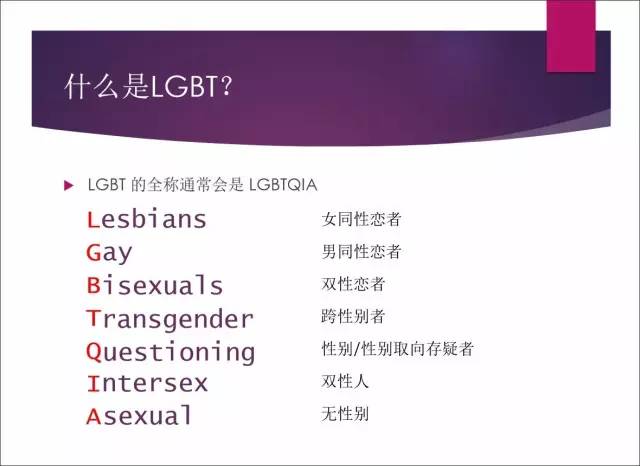 什么是LGBT?
LGBT 的全称通常会是 LGBTQIA
Lesbians 女同性恋者
Gay 男同性恋者
Bisexuals 双性恋者
Transgender 跨性别者
Questioning 性别/性别取向存疑者
Intersex 双性人
Asexual 无性别